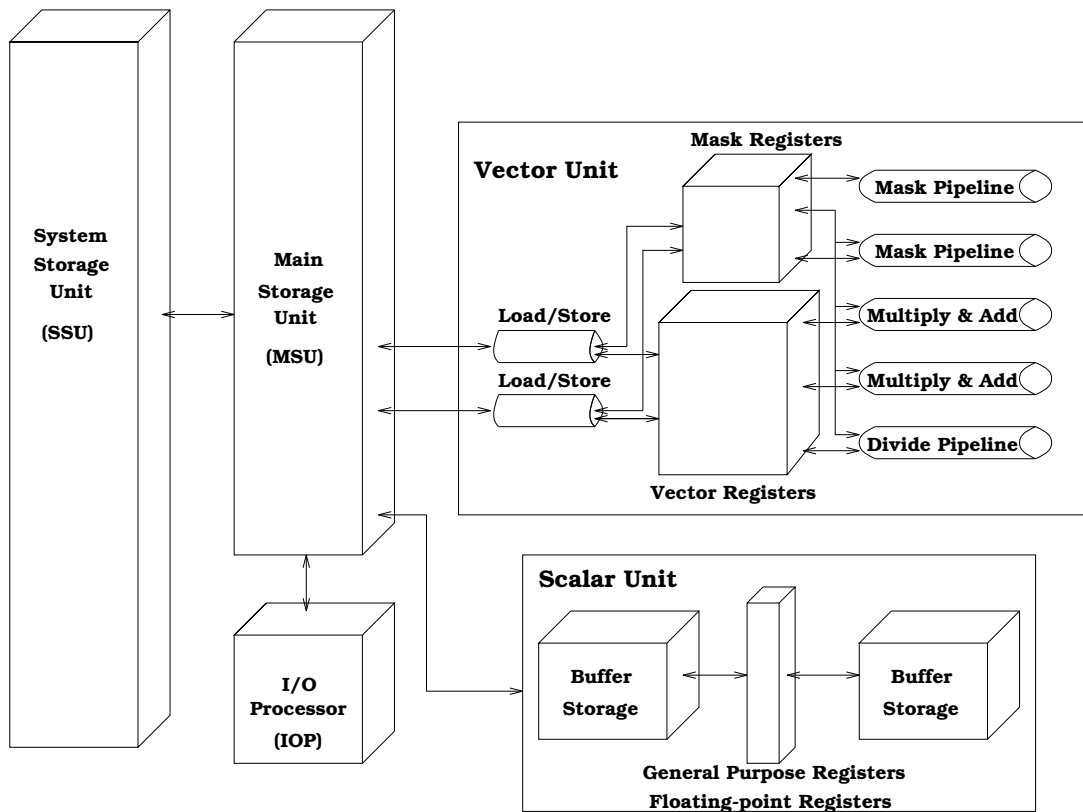 System
Storage
Unit
(SSU)
Main
Storage
Unit
(MSU)
I/O
Processor
(IOP)
Vector Unit
Mask Registers
Mask Pipeline
Mask Pipeline
Load/Store
Multiply & Add
Load/Store
Multiply & Add
Divide Pipeline
Vector Registers
Scalar Unit
Buffer
Storage
Buffer
Storage
General Purpose Registers
Floating-point Registers